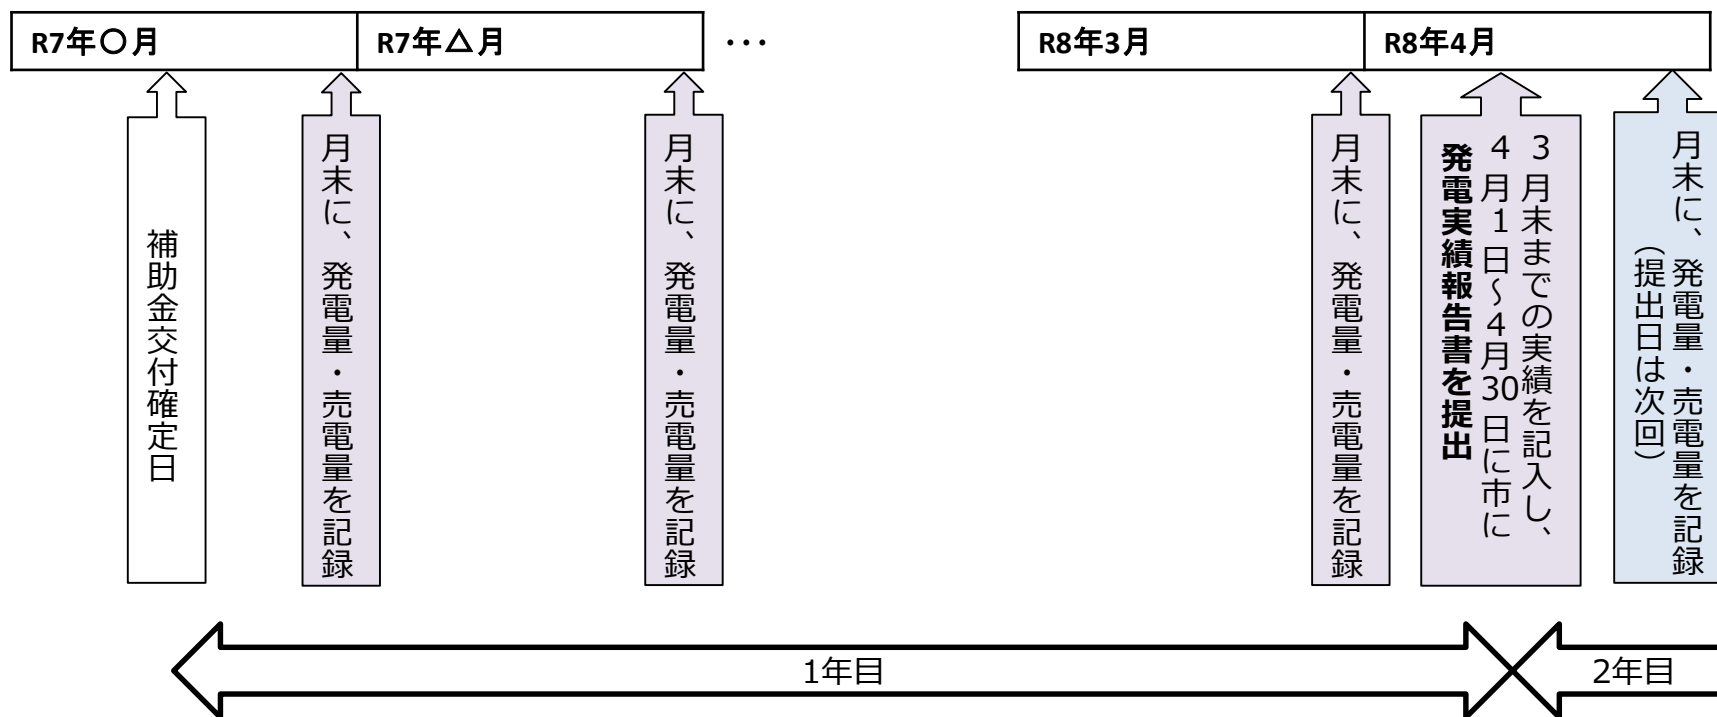 R7年〇月
R7年△月
…
R8年3月
R8年4月
補助金交付確定日
月末に、発電量・売電量を記録
月末に、発電量・売電量を記録
月末に、発電量・売電量を記録
3月末までの実績を記入し、
4月1日～4月30日に市に
発電実績報告書を提出
月末に、発電量・売電量を記録
（提出日は次回）
1年目
2年目